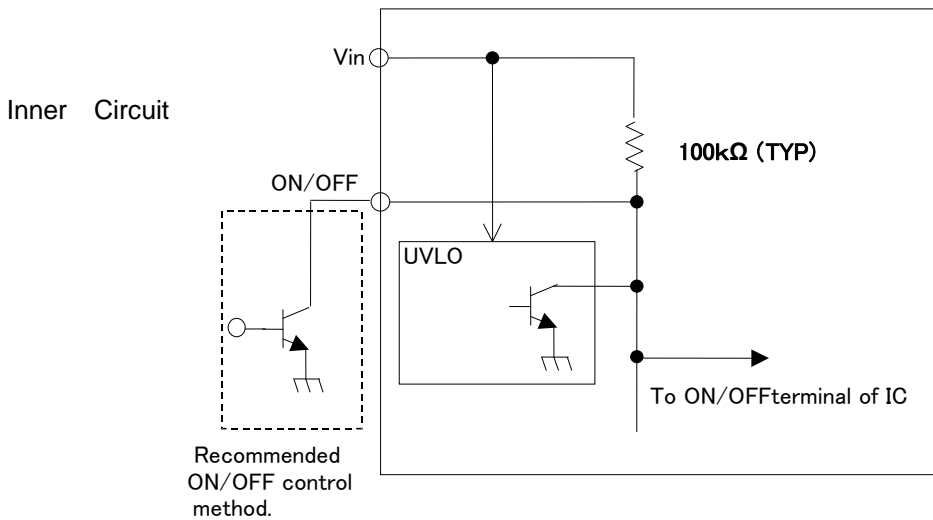 Vin
Inner Circuit
100kΩ (TYP)
ON/OFF
UVLO
To ON/OFFterminal of IC
Recommended
ON/OFF control
method.